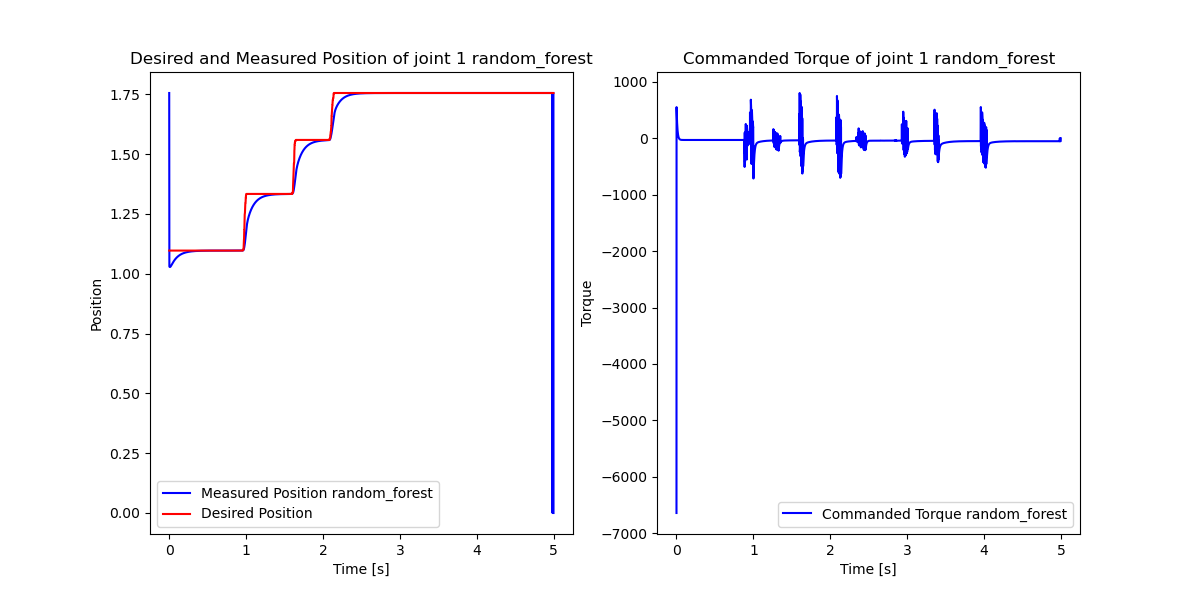 Desired and Measured Position of joint 1 random_forest
Position
1.75
1.50
1.25
1.00
0.75
0.50
0.25
0.00
Measured Position random_forest
Desired Position
0 1 2 3 4 5
Time [s]
Commanded Torque of joint 1 random_forest
Torque
1000
0
−1000
−2000
−3000
−4000
−5000
−6000
−7000
Commanded Torque random_forest
0 1 2 3 4 5
Time [s]